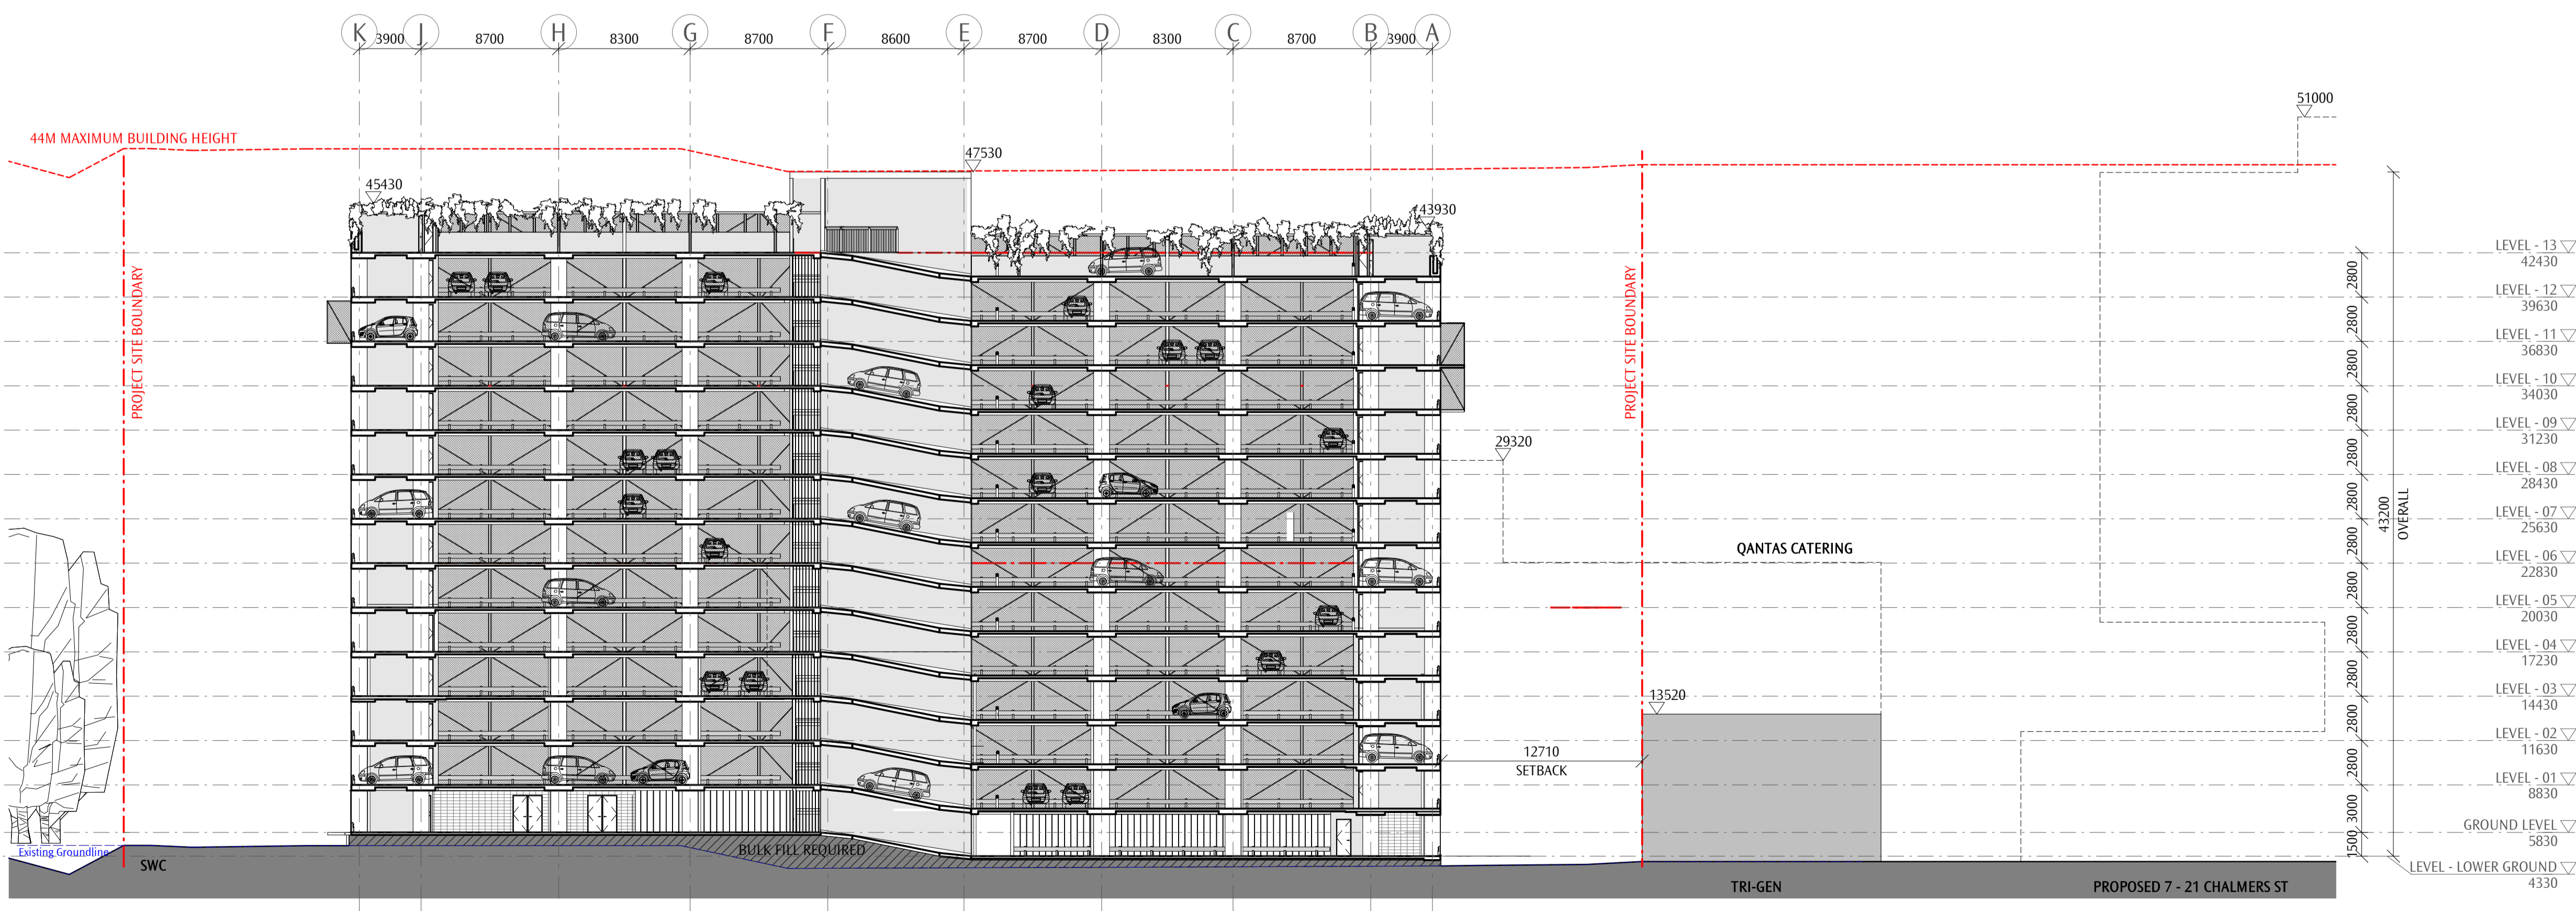 K 3900 J 8700 H 8300 G 8700 F 8600 E 8700 D 8300 C 8700 B 3900 A
51000
44M MAXIMUM BUILDING HEIGHT
47530
45430
43930
PROJECT SITE BOUNDARY
PROJECT SITE BOUNDARY
29320
QANTAS CATERING
13520
12710
SETBACK
BULK FILL REQUIRED
Existing Groundline
SWC
TRI-GEN
PROPOSED 7 - 21 CHALMERS ST
2800
2800
2800
2800
2800
2800
2800
2800
2800
2800
2800
2800
3000
1500
43200
OVERALL
LEVEL - 13
42430
LEVEL - 12
39630
LEVEL - 11
36830
LEVEL - 10
34030
LEVEL - 09
31230
LEVEL - 08
28430
LEVEL - 07
25630
LEVEL - 06
22830
LEVEL - 05
20030
LEVEL - 04
17230
LEVEL - 03
14430
LEVEL - 02
11630
LEVEL - 01
8830
GROUND LEVEL
5830
LEVEL - LOWER GROUND
4330